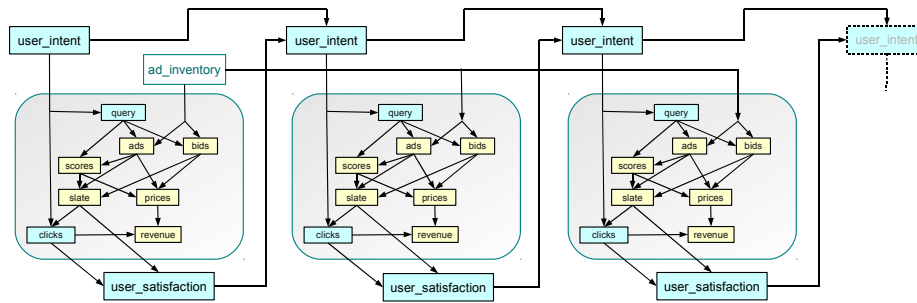 user_intent
user_intent
user_intent
user_intent
ad_inventory
query
ads
bids
scores
slate
prices
clicks
revenue
user_satisfaction
query
ads
bids
scores
slate
prices
clicks
revenue
user_satisfaction
query
ads
bids
scores
slate
prices
clicks
revenue
user_satisfaction